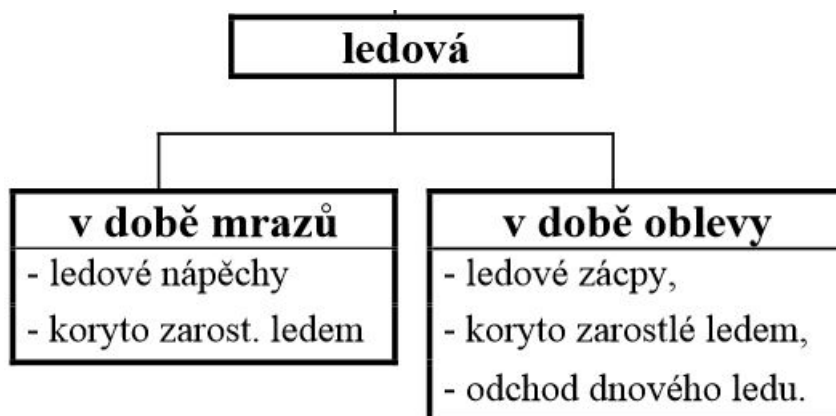 ledová
v době mrazů
- ledové nápěchy
- koryto zarost. ledem
v době oblevy
- ledové zácpy,
- koryto zarostlé ledem,
- odchod dnového ledu.